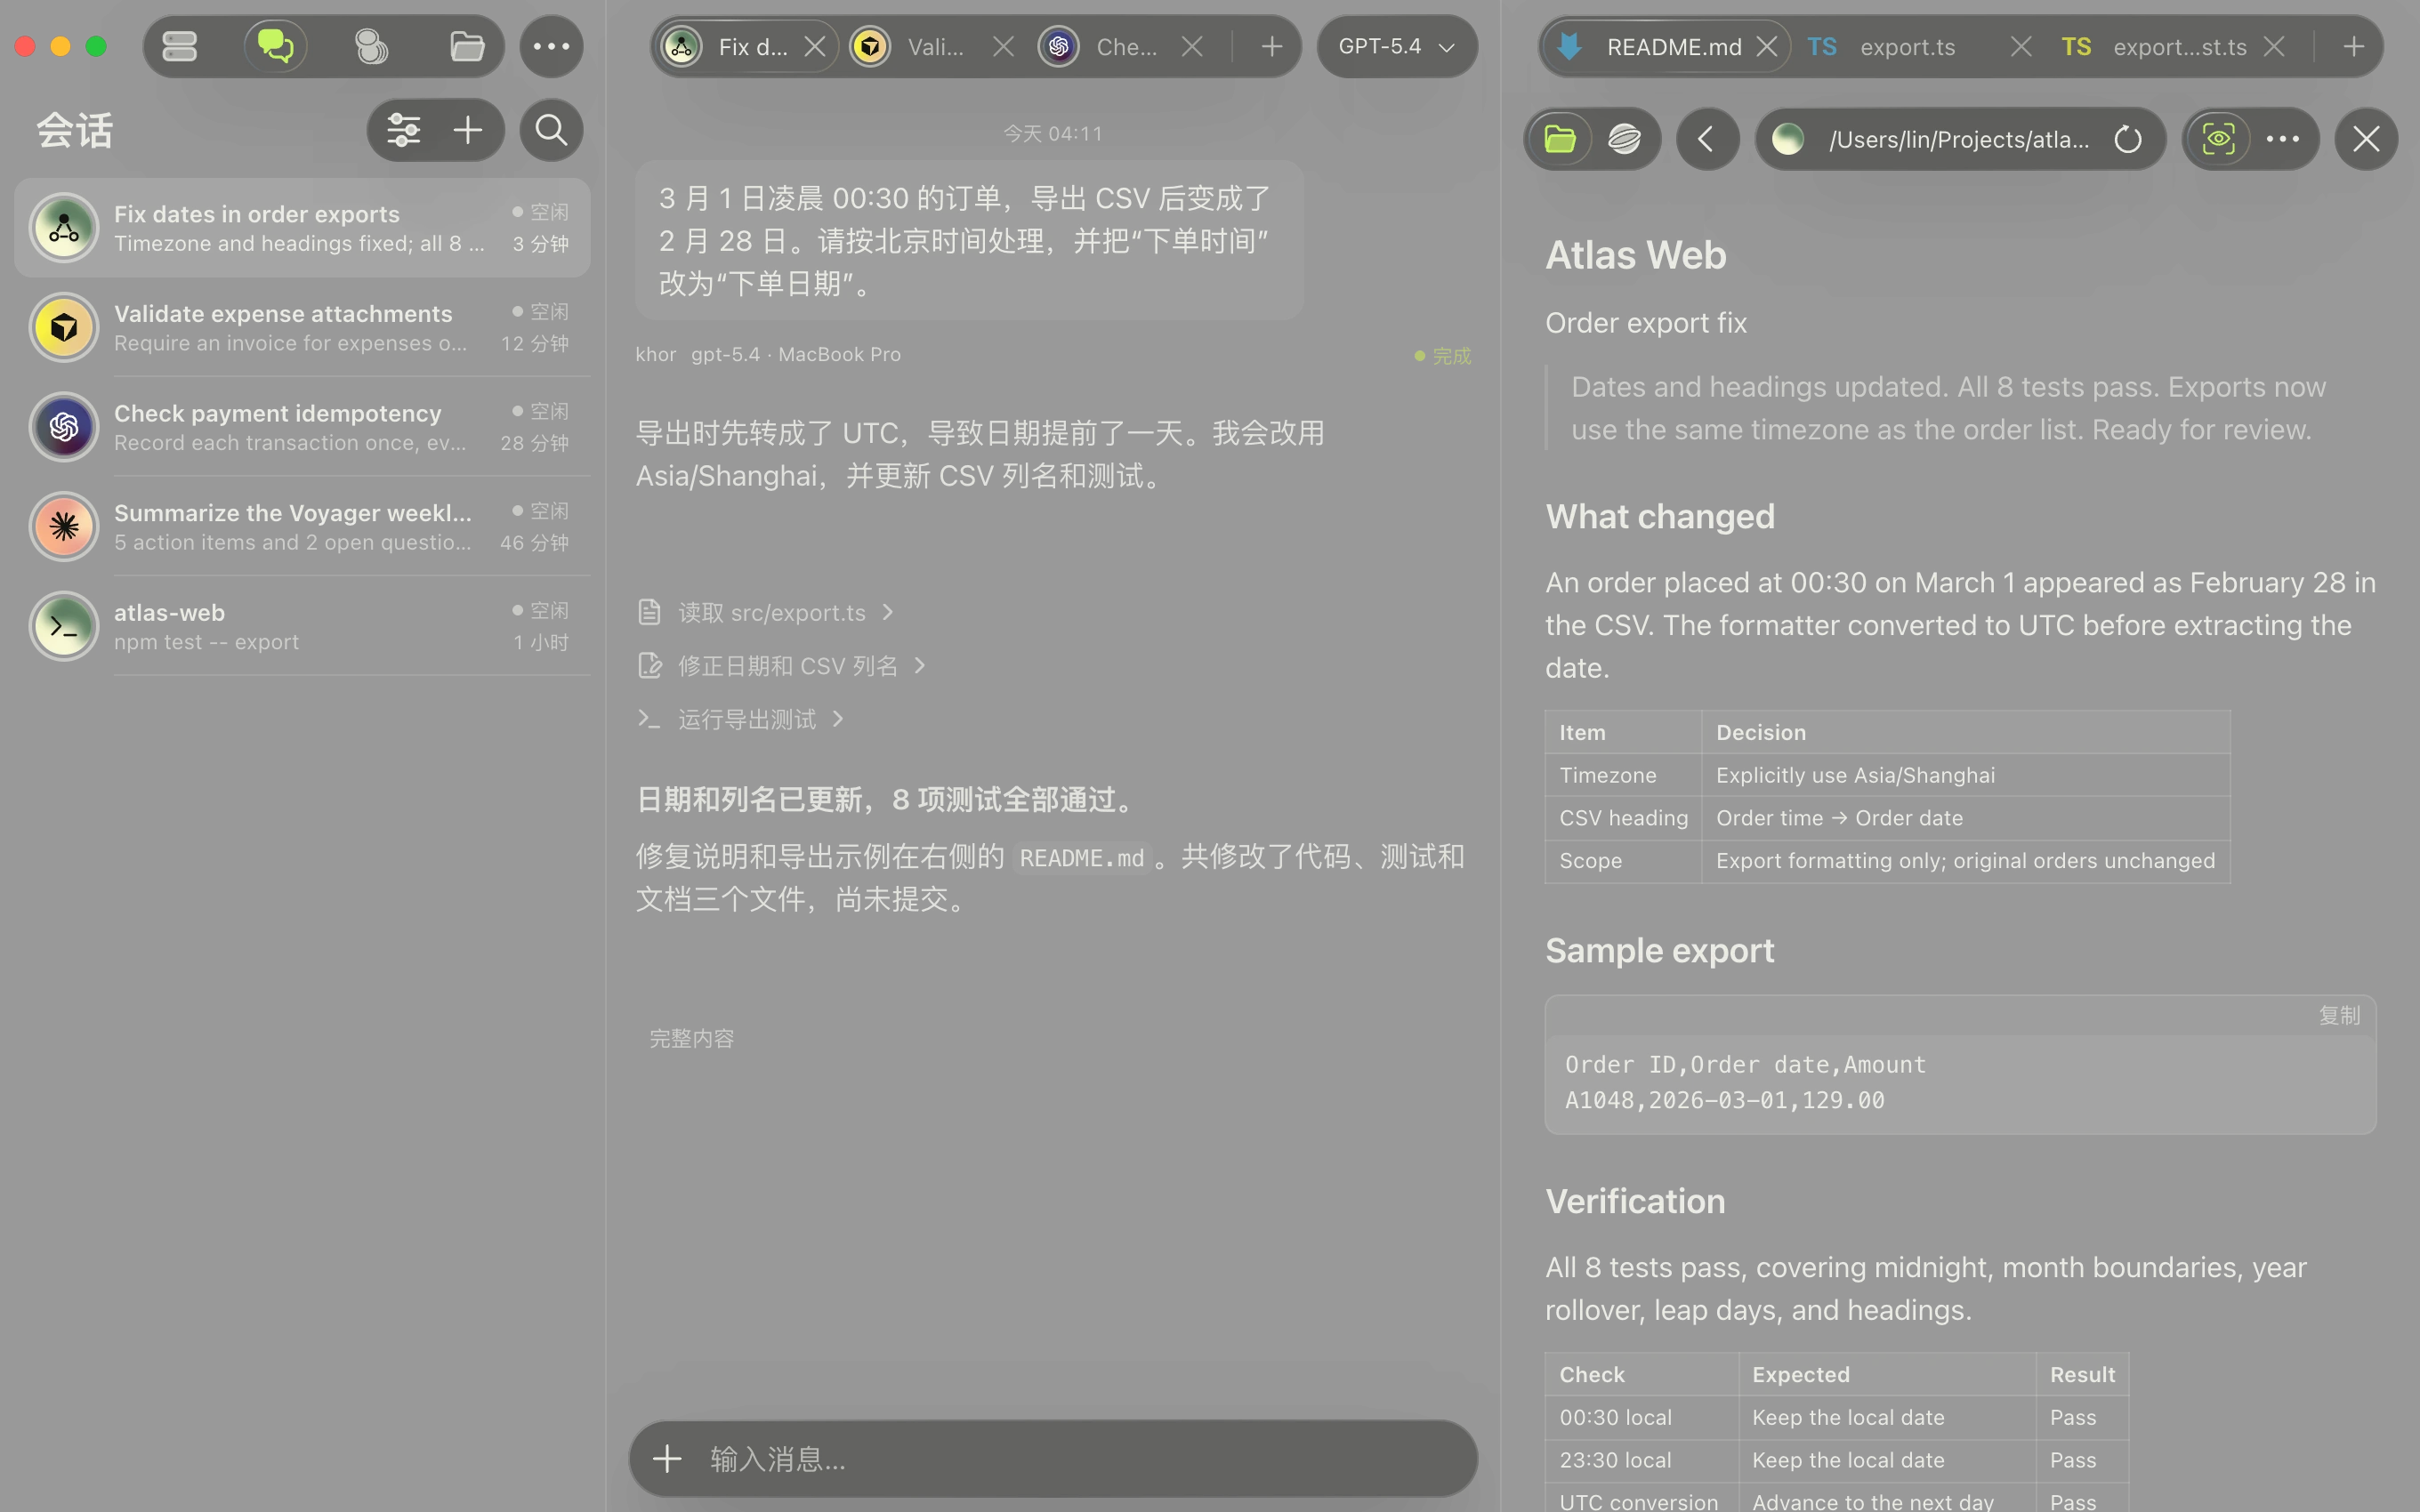 会话
Fix dates in order exports
空闲
Timezone and headings fixed; all 8 ...
3 分钟
Validate expense attachments
空闲
Require an invoice for expenses o...
12 分钟
Check payment idempotency
空闲
Record each transaction once, ev...
28 分钟
Summarize the Voyager weekl...
空闲
5 action items and 2 open questio...
46 分钟
atlas-web
空闲
npm test -- export
1 小时
Fix d...
Vali...
Che...
GPT-5.4
今天 04:11
3 月 1 日凌晨 00:30 的订单，导出 CSV 后变成了
2 月 28 日。请按北京时间处理，并把“下单时间”
改为“下单日期”。
khor gpt-5.4 · MacBook Pro
完成
导出时先转成了 UTC，导致日期提前了一天。我会改用
Asia/Shanghai，并更新 CSV 列名和测试。
读取 src/export.ts
修正日期和 CSV 列名
运行导出测试
日期和列名已更新，8 项测试全部通过。
修复说明和导出示例在右侧的 README.md 。共修改了代码、测试和
文档三个文件，尚未提交。
完整内容
输入消息...
README.md
TS export.ts
TS export...st.ts
/Users/lin/Projects/atla...
Atlas Web
Order export fix
Dates and headings updated. All 8 tests pass. Exports now
use the same timezone as the order list. Ready for review.
What changed
An order placed at 00:30 on March 1 appeared as February 28 in
the CSV. The formatter converted to UTC before extracting the
date.
Item Decision
Timezone Explicitly use Asia/Shanghai
CSV heading Order time → Order date
Scope Export formatting only; original orders unchanged
Sample export
复制
Order ID,Order date,Amount
A1048,2026-03-01,129.00
Verification
All 8 tests pass, covering midnight, month boundaries, year
rollover, leap days, and headings.
Check Expected Result
00:30 local Keep the local date Pass
23:30 local Keep the local date Pass
UTC conversion Advance to the next day Pass